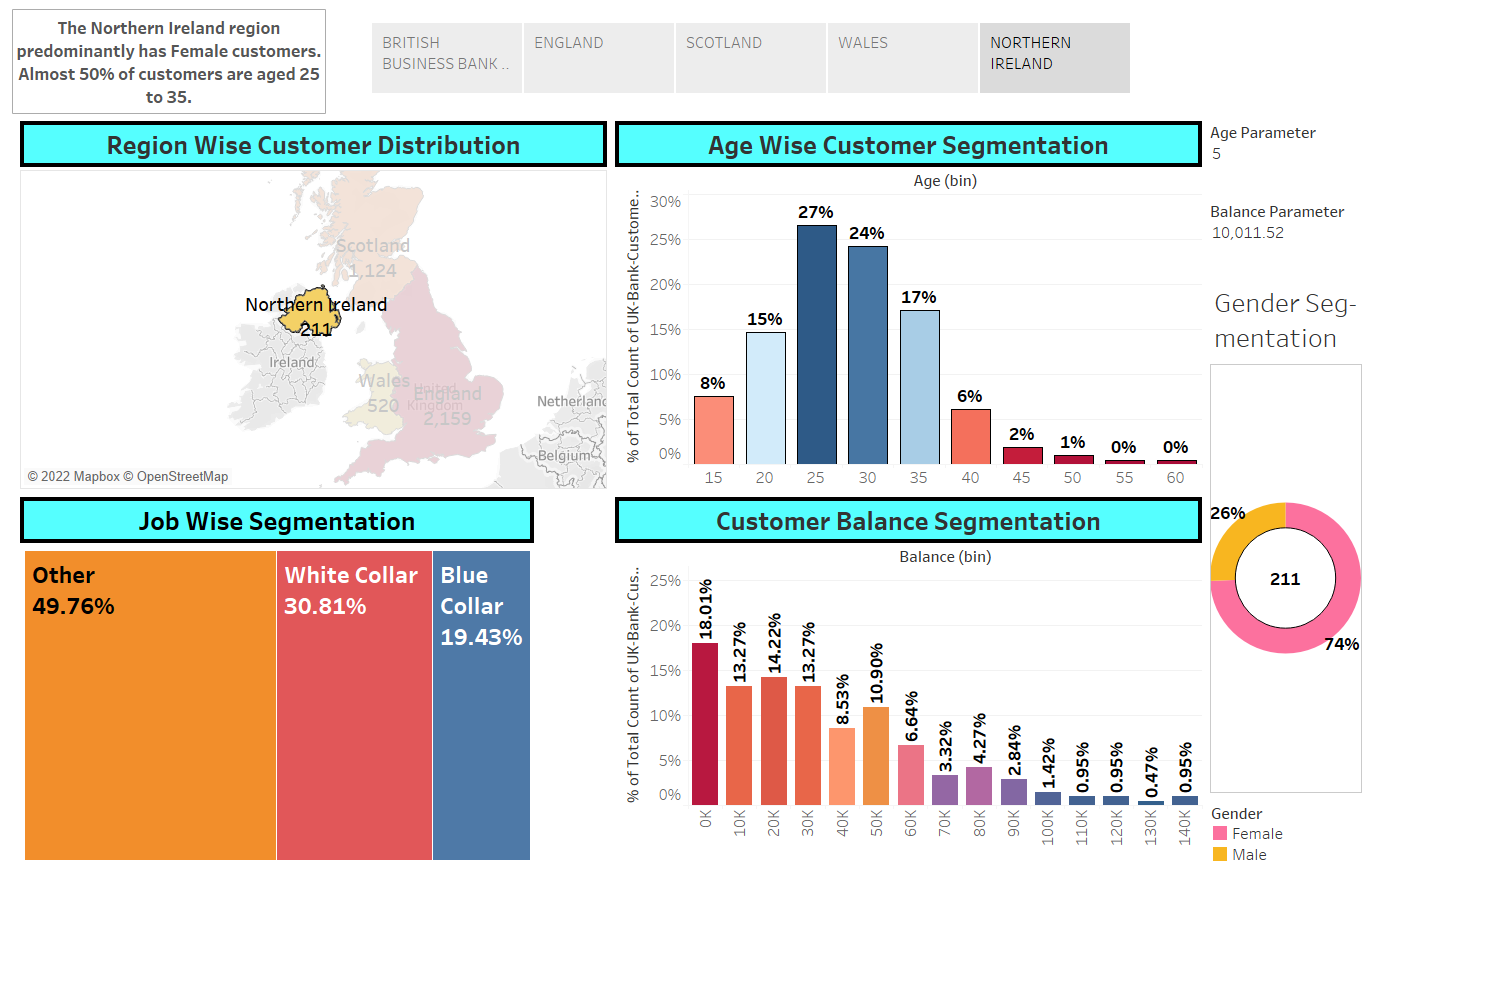 The Northern Ireland region
predominantly has Female customers.
Almost 50% of customers are aged 25
to 35.
BRITISH
BUSINESS BANK ..
ENGLAND
SCOTLAND
WALES
NORTHERN
IRELAND
Region Wise Customer Distribution
Scotland
1,124
Northern Ireland
211
Ireland
Wales
520
United
Kingdom
England
2,159
Netherland
Belgium
© 2022 Mapbox © OpenStreetMap
Age Wise Customer Segmentation
Age (bin)
% of Total Count of UK-Bank-Custome..
30%
25%
20%
15%
10%
5%
0%
8%
15%
27%
24%
17%
6%
2%
1%
0%
0%
15
20
25
30
35
40
45
50
55
60
Age Parameter
5
Balance Parameter
10,011.52
Gender Seg-
mentation
26%
211
74%
Gender
Female
Male
Job Wise Segmentation
Other
49.76%
White Collar
30.81%
Blue
Collar
19.43%
Customer Balance Segmentation
Balance (bin)
% of Total Count of UK-Bank-Cus..
25%
20%
15%
10%
5%
0%
18.01%
13.27%
14.22%
13.27%
8.53%
10.90%
6.64%
3.32%
4.27%
2.84%
1.42%
0.95%
0.95%
0.47%
0.95%
0K
10K
20K
30K
40K
50K
60K
70K
80K
90K
100K
110K
120K
130K
140K